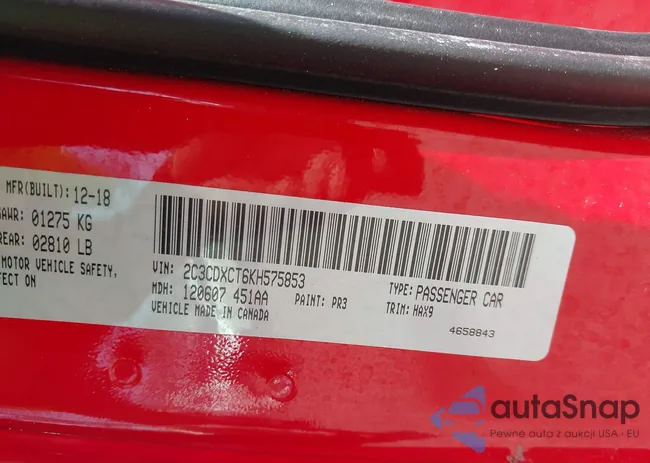 MFR(BUILT): 12-18
GAWR: 01275 KG
REAR: 02810 LB
MOTOR VEHICLE SAFETY,
FECT ON
VIN: 2C3CDXCT6KH575853
TYPE: PASSENGER CAR
MDH: 120607 451AA
PAINT: PR3
TRIM: HAX9
VEHICLE MADE IN CANADA
4658843
autaSnap
Pewne auta z aukcji USA · EU